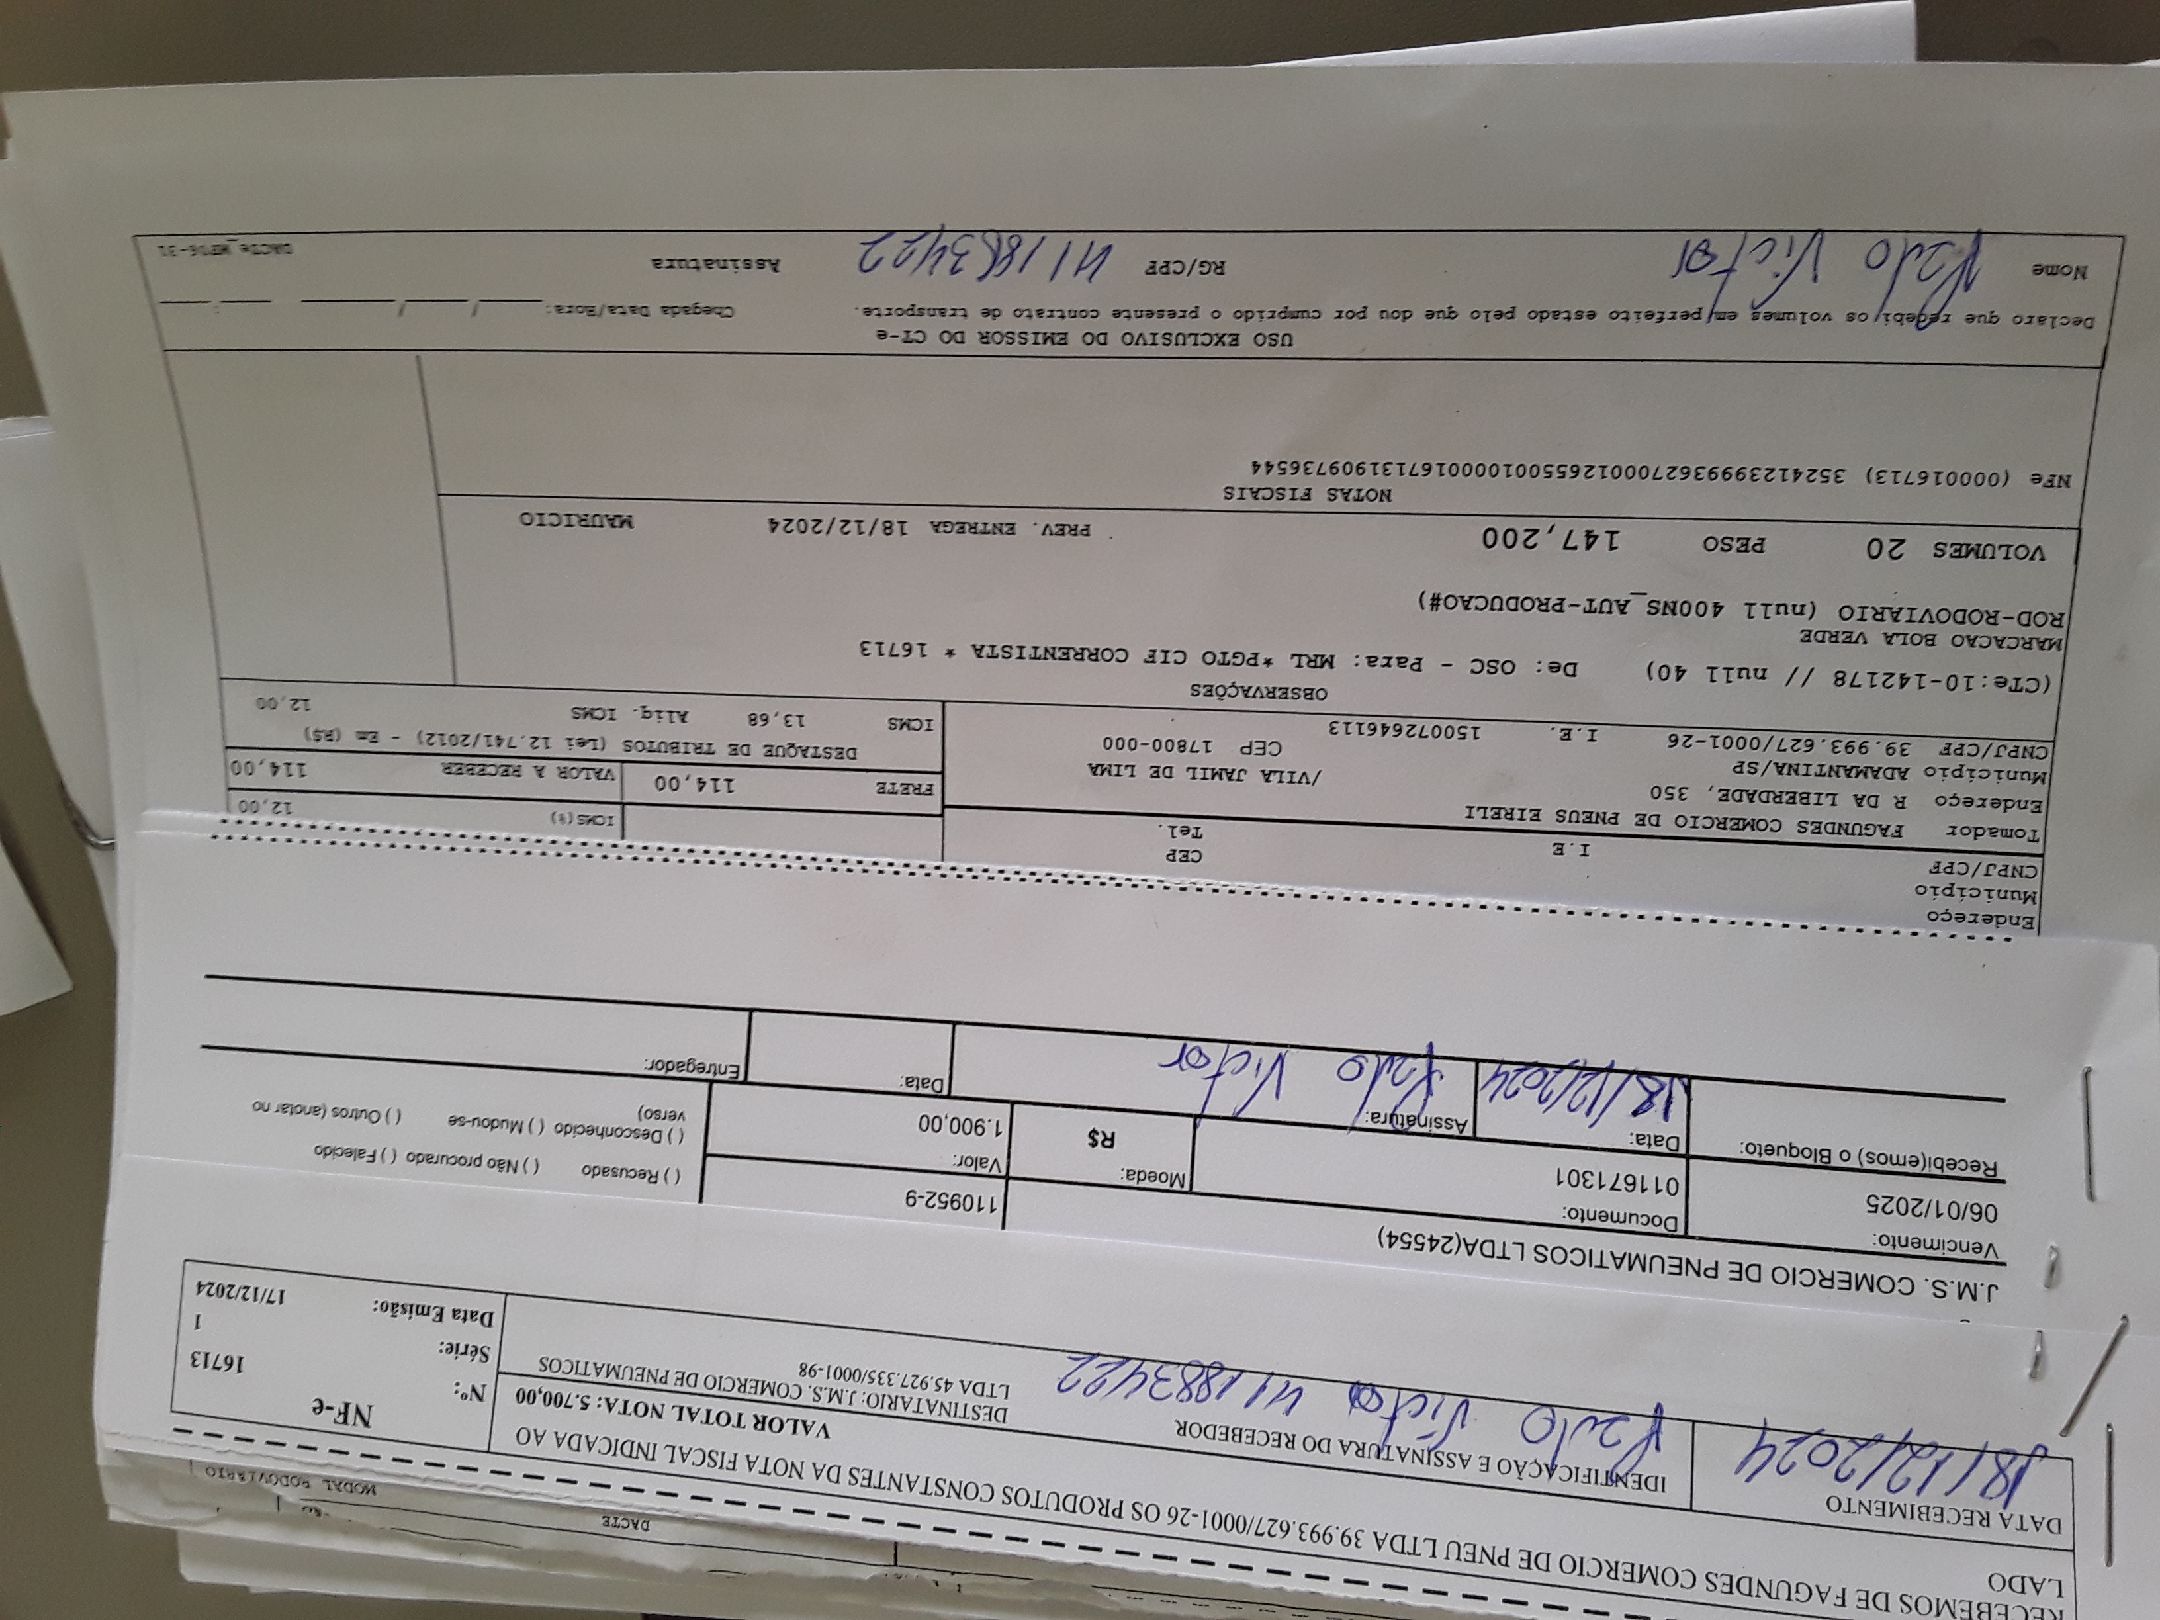 RECEBEMOS DE FAGUNDES COMERCIO DE PNEU LTDA 39.993.627/0001-26 OS PRODUTOS CONSTANTES DA NOTA FISCAL INDICADA AO
LADO
VALOR TOTAL NOTA: 5.700,00
DATA RECEBIMENTO
18/12/2024
IDENTIFICAÇÃO E ASSINATURA DO RECEBEDOR
Victor 4118883422
DESTINATARIO: J.M.S. COMERCIO DE PNEUMATICOS
LTDA 45.927.335/0001-98
NF-e
Nº: 16713
Série: 1
Data Emissão: 17/12/2024
J.M.S. COMERCIO DE PNEUMATICOS LTDA(24554)
110952-9
Vencimento:
06/01/2025
Documento:
011671301
Moeda:
R$
Valor:
1.900,00
( ) Recusado ( ) Não procurado ( ) Falecido
( ) Desconhecido ( ) Mudou-se ( ) Outros (anotar no
verso)
Recebi(emos) o Bloqueto:
Data:
18/12/2024
Assinatura:
Victor
Data:
Entregador:
Endereço
Município
CEP
CNPJ/CPF I.E Tel.
Tomador FAGUNDES COMERCIO DE PNEUS EIRELI
Endereço R DA LIBERDADE, 350 /VILA JAMIL DE LIMA
Município ADAMANTINA/SP CEP 17800-000
CNPJ/CPF 39.993.627/0001-26 I.E. 150072646113
ICMS(%) 12,00
FRETE 114,00 VALOR A RECEBER 114,00
DESTAQUE DE TRIBUTOS (Lei 12.741/2012) - Em (R$)
ICMS 13,68 Aliq. ICMS 12,00
OBSERVAÇÕES
(CTe:10-142178 // null 40) De: OSC - Para: MRL *PGTO CIF CORRENTISTA * 16713
MARCACAO BOLA VERDE
ROD-RODOVIARIO (null 400NS_AUT-PRODUCAO#)
VOLUMES 20 PESO 147,200 PREV. ENTREGA 18/12/2024 MAURICIO
NOTAS FISCAIS
NFe (000016713) 35241239993627000126550010000167131909736544
USO EXCLUSIVO DO EMISSOR DO CT-e
Declaro que recebi os volumes em perfeito estado pelo que dou por cumprido o presente contrato de transporte. Chegada Data/Hora: / / :
Nome Victor RG/CPF 4118883422 Assinatura
DACTE
MODAL RODOVIÁRIO